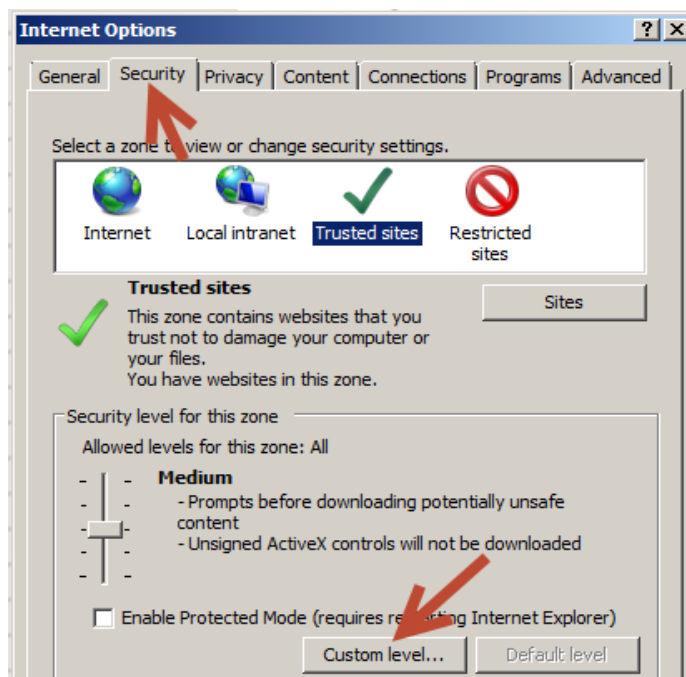 Internet Options
General Security Privacy Content Connections Programs Advanced
Select a zone to view or change security settings.
Internet Local intranet Trusted sites Restricted
sites
Trusted sites
Sites
This zone contains websites that you
trust not to damage your computer or
your files.
You have websites in this zone.
Security level for this zone
Allowed levels for this zone: All
Medium
- Prompts before downloading potentially unsafe
content
- Unsigned ActiveX controls will not be downloaded
Enable Protected Mode (requires restarting Internet Explorer)
Custom level... Default level